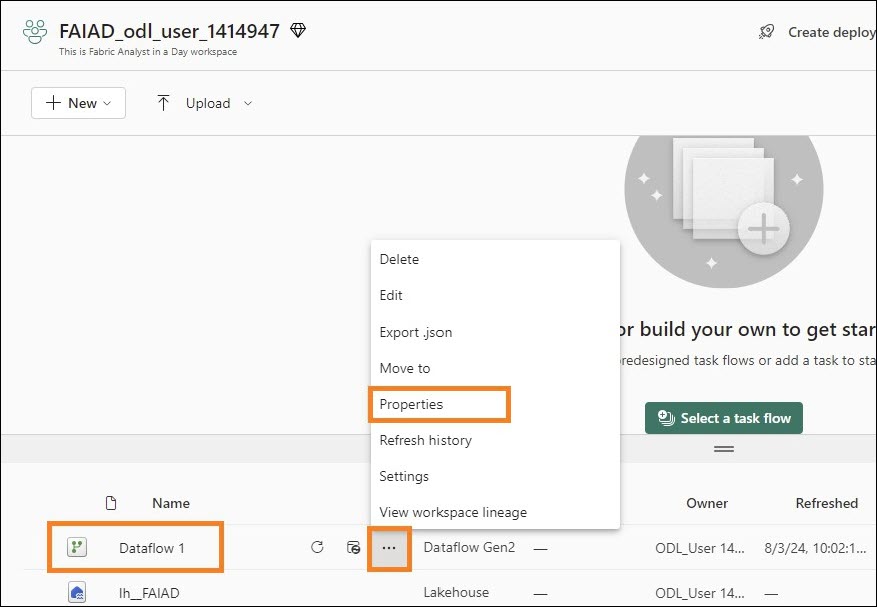 FAIAD_odl_user_1414947
This is Fabric Analyst in a Day workspace
Create deploy
New
Upload
Delete
Edit
Export .json
Move to
Properties
Refresh history
Settings
View workspace lineage
or build your own to get star
redesigned task flows or add a task to sta
Select a task flow
Name Owner Refreshed
Dataflow 1 ... Dataflow Gen2 — ODL_User 14... 8/3/24, 10:02:1...
lh__FAIAD Lakehouse — ODL_User 14... —